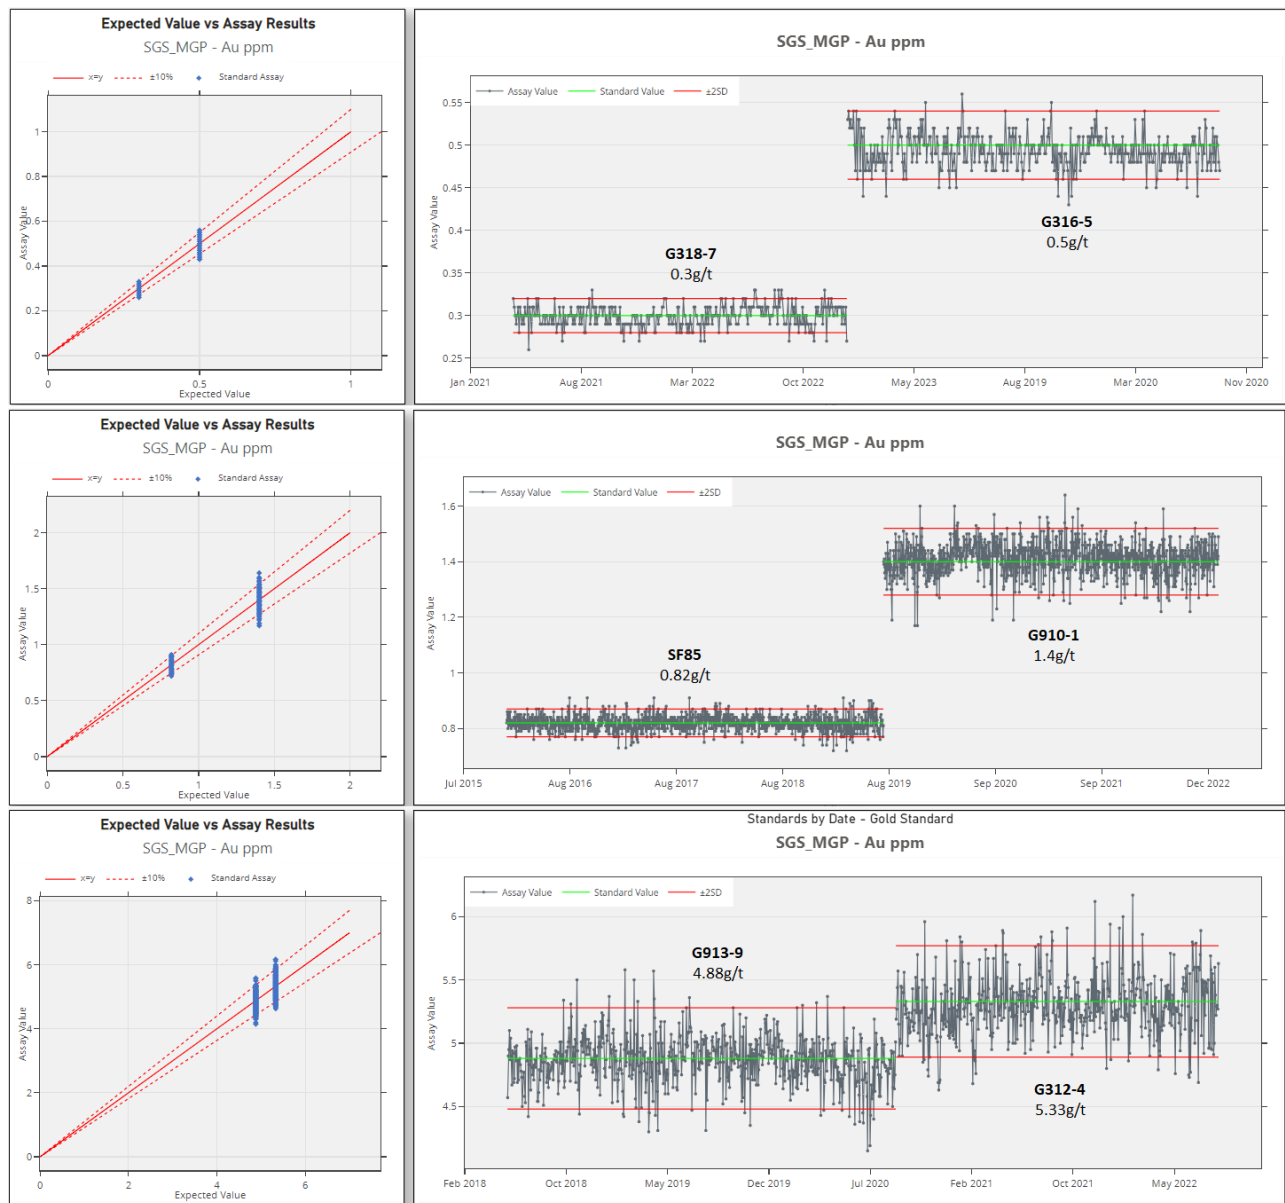 Expected Value vs Assay Results
SGS_MGP - Au ppm
x=y ±10% Standard Assay
1
0.8
0.6
0.4
0.2
0
Assay Value
0 0.5 1
Expected Value
SGS_MGP - Au ppm
Assay Value Standard Value ±2SD
0.55
0.5
0.45
0.4
0.35
0.3
0.25
Assay Value
G318-7
0.3g/t
G316-5
0.5g/t
Jan 2021 Aug 2021 Mar 2022 Oct 2022 May 2023 Aug 2019 Mar 2020 Nov 2020
Expected Value vs Assay Results
SGS_MGP - Au ppm
x=y ±10% Standard Assay
2
1.5
1
0.5
0
Assay Value
0 0.5 1 1.5 2
Expected Value
SGS_MGP - Au ppm
Assay Value Standard Value ±2SD
1.6
1.4
1.2
1
0.8
Assay Value
SF85
0.82g/t
G910-1
1.4g/t
Jul 2015 Aug 2016 Aug 2017 Aug 2018 Aug 2019 Sep 2020 Sep 2021 Dec 2022
Expected Value vs Assay Results
SGS_MGP - Au ppm
x=y ±10% Standard Assay
8
6
4
2
0
Assay Value
0 2 4 6
Expected Value
Standards by Date - Gold Standard
SGS_MGP - Au ppm
Assay Value Standard Value ±2SD
6
5.5
5
4.5
Assay Value
G913-9
4.88g/t
G312-4
5.33g/t
Feb 2018 Oct 2018 May 2019 Dec 2019 Jul 2020 Feb 2021 Oct 2021 May 2022